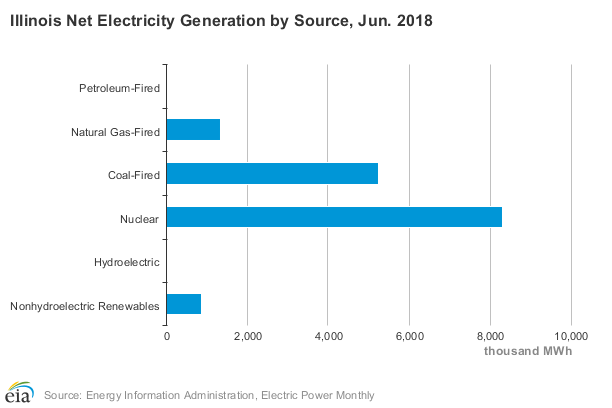 Illinois Net Electricity Generation by Source, Jun. 2018
Petroleum-Fired
Natural Gas-Fired
Coal-Fired
Nuclear
Hydroelectric
Nonhydroelectric Renewables
0 2,000 4,000 6,000 8,000 10,000
thousand MWh
eia Source: Energy Information Administration, Electric Power Monthly